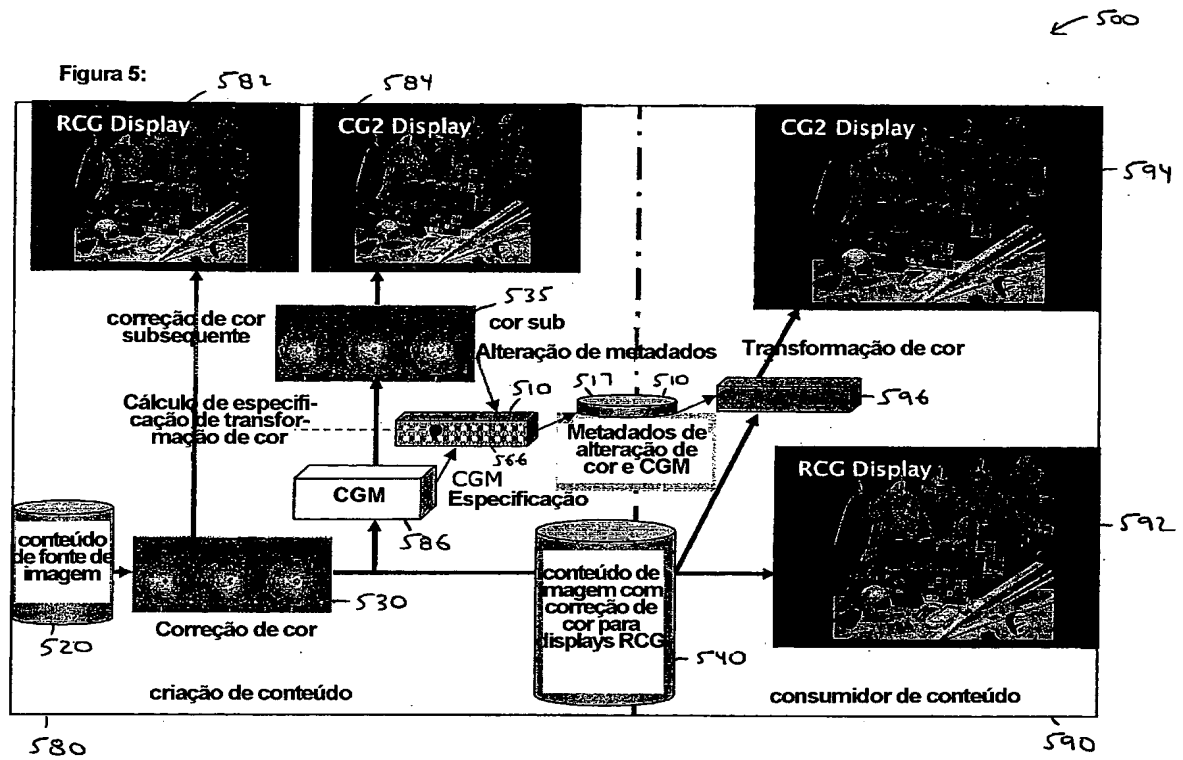 500
Figura 5:
582
584
RCG Display
CG2 Display
CG2 Display
594
535
correção de cor
subsequente
cor sub
Alteração de metadados
Transformação de cor
510
517
510
596
Cálculo de especifi-
cação de transfor-
mação de cor
566
Metadados de
alteração de
cor e CGM
RCG Display
CGM
CGM
Especificação
592
586
conteúdo
de fonte de
imagem
conteúdo de
imagem com
correção de
cor para
displays RCG
530
520
Correção de cor
540
criação de conteúdo
consumidor de conteúdo
580
590